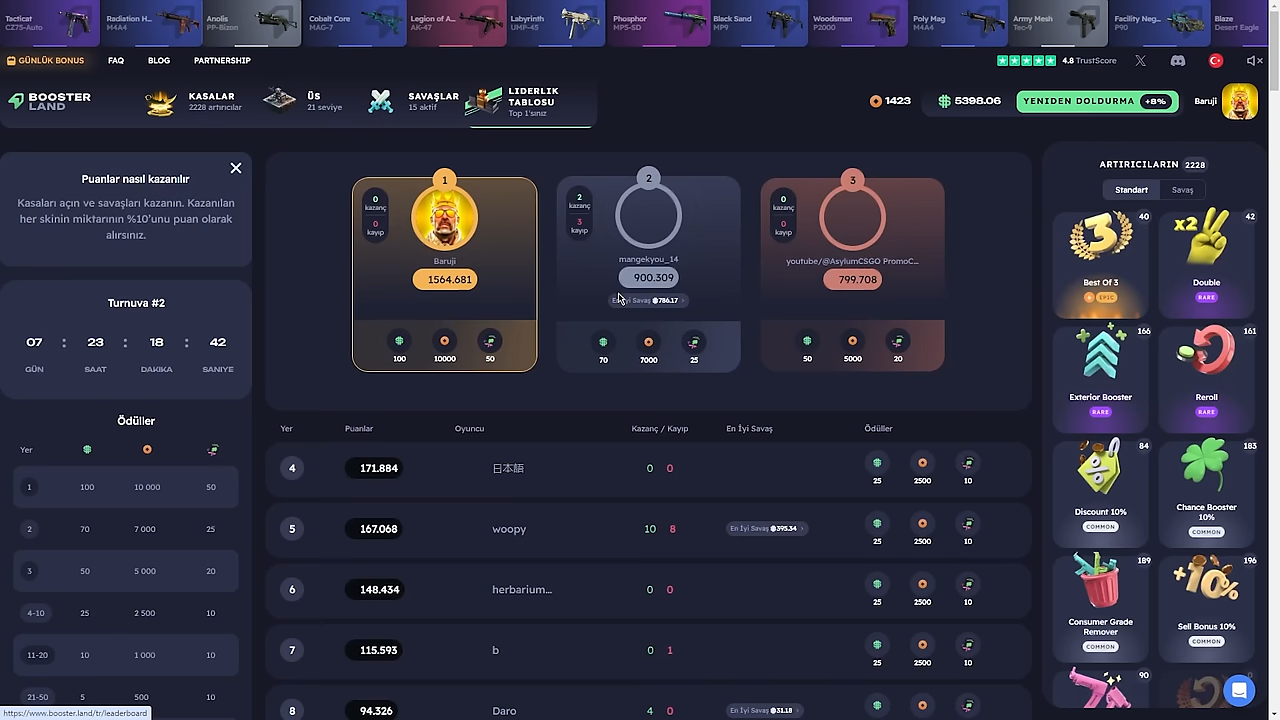 Tacticat
CZ75-Auto
Radiation H...
M4A4
Anolis
PP-Bizon
Cobalt Core
MAG-7
Legion of A...
AK-47
Labyrinth
UMP-45
Phosphor
MP5-SD
Black Sand
MP9
Woodsman
P2000
Poly Mag
M4A4
Army Mesh
Tec-9
Facility Neg...
P90
Blaze
Desert Eagle
GÜNLÜK BONUS
FAQ
BLOG
PARTNERSHIP
4.8 TrustScore
BOOSTER
LAND
KASALAR
2228 artırıcılar
ÜS
21 seviye
SAVAŞLAR
15 aktif
LIDERLIK
TABLOSU
Top 1'sınız
1423
5398.06
YENIDEN DOLDURMA +8%
Baruji
Puanlar nasıl kazanılır
Kasaları açın ve savaşları kazanın. Kazanılan
her skinin miktarının %10'unu puan olarak
alırsınız.
Turnuva #2
07 : 23 : 18 : 42
GÜN SAAT DAKIKA SANIYE
Ödüller
Yer
1 100 10 000 50
2 70 7 000 25
3 50 5 000 20
4-10 25 2 500 10
11-20 10 1 000 10
21-50 5 500 10
1
0
kazanç
0
kayıp
Baruji
1564.681
100 10000 50
2
2
kazanç
3
kayıp
mangekyou_14
900.309
En İyi Savaş 786.17
70 7000 25
3
0
kazanç
0
kayıp
youtube/@AsylumCSGO PromoC...
799.708
50 5000 20
Yer Puanlar Oyuncu Kazanç / Kayıp En İyi Savaş Ödüller
4 171.884 日本語 0 0
25 2500 10
5 167.068 woopy 10 8 En İyi Savaş 395.34
25 2500 10
6 148.434 herbarium... 0 0
25 2500 10
7 115.593 b 0 1
25 2500 10
8 94.326 Daro 4 0 En İyi Savaş 31.18
25 2500 10
ARTIRICILARIN 2228
Standart Savaş
40
Best Of 3
EPIC
42
x2
Double
RARE
166
Exterior Booster
RARE
161
Reroll
RARE
84
Discount 10%
COMMON
183
Chance Booster
10%
COMMON
189
Consumer Grade
Remover
COMMON
196
+10%
Sell Bonus 10%
COMMON
90
https://www.booster.land/tr/leaderboard